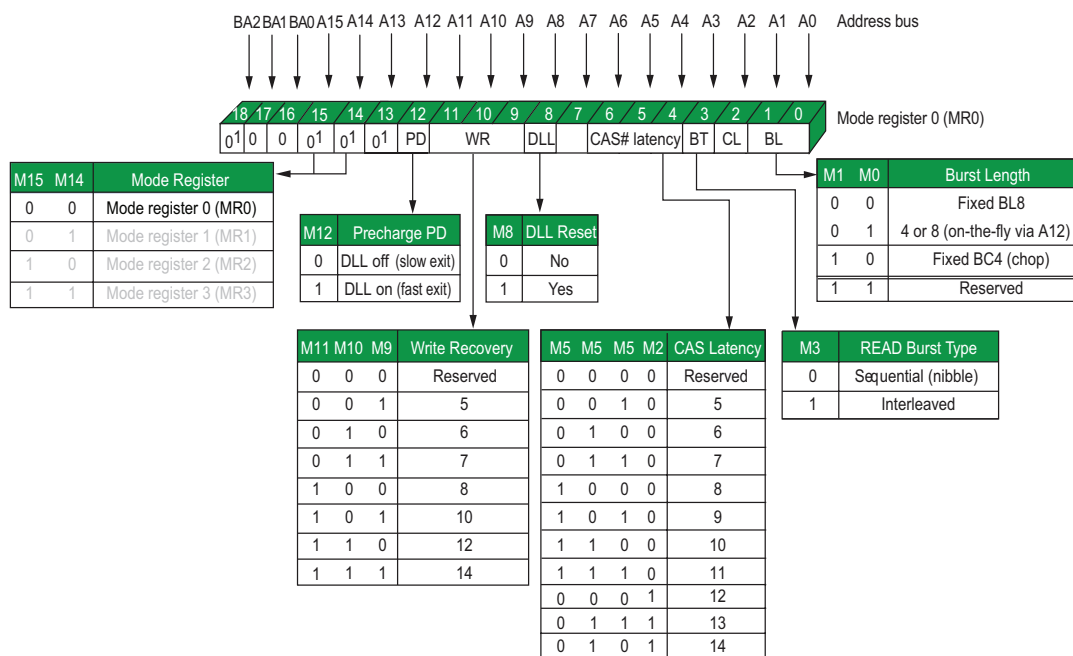 BA2 BA1 BA0 A15 A14 A13 A12 A11 A10 A9 A8 A7 A6 A5 A4 A3 A2 A1 A0 Address bus
18 17 16 15 14 13 12 11 10 9 8 7 6 5 4 3 2 1 0 Mode register 0 (MR0)
0¹ 0 0 0¹ 0¹ 0¹ PD WR DLL CAS# latency BT CL BL
M15 M14 Mode Register
0 0 Mode register 0 (MR0)
0 1 Mode register 1 (MR1)
1 0 Mode register 2 (MR2)
1 1 Mode register 3 (MR3)
M12 Precharge PD
0 DLL off (slow exit)
1 DLL on (fast exit)
M8 DLL Reset
0 No
1 Yes
M1 M0 Burst Length
0 0 Fixed BL8
0 1 4 or 8 (on-the-fly via A12)
1 0 Fixed BC4 (chop)
1 1 Reserved
M11 M10 M9 Write Recovery
0 0 0 Reserved
0 0 1 5
0 1 0 6
0 1 1 7
1 0 0 8
1 0 1 10
1 1 0 12
1 1 1 14
M5 M5 M5 M2 CAS Latency
0 0 0 0 Reserved
0 0 1 0 5
0 1 0 0 6
0 1 1 0 7
1 0 0 0 8
1 0 1 0 9
1 1 0 0 10
1 1 1 0 11
0 0 0 1 12
0 1 1 1 13
0 1 0 1 14
M3 READ Burst Type
0 Sequential (nibble)
1 Interleaved